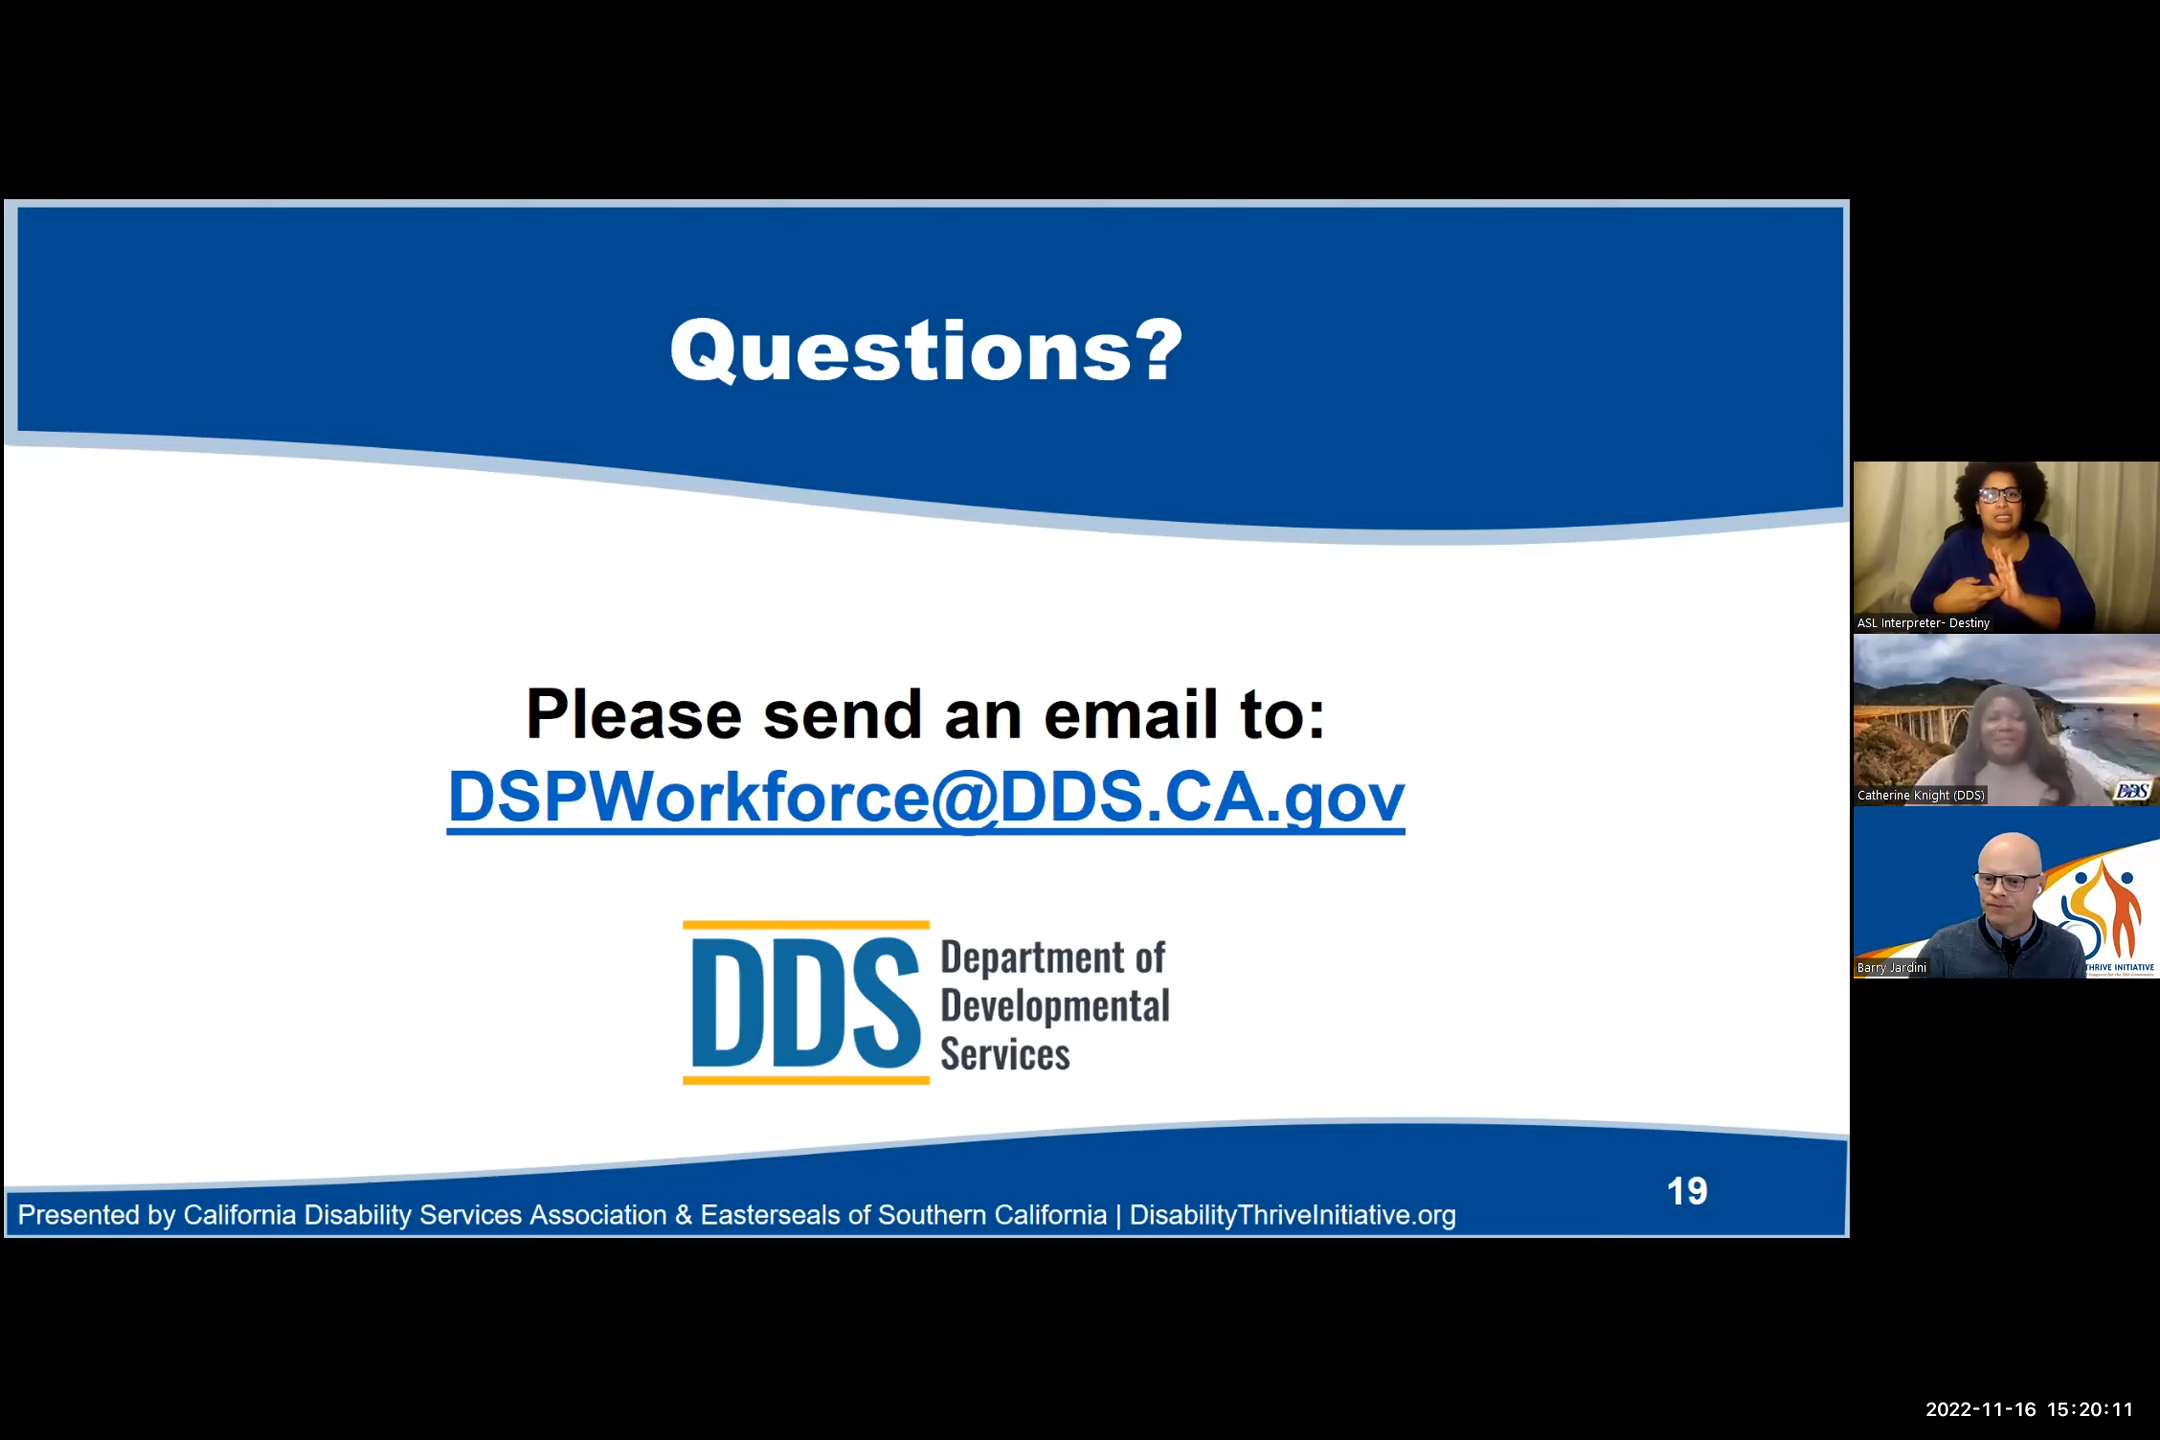 Questions?
Please send an email to:
DSPWorkforce@DDS.CA.gov
DDS
Department of
Developmental
Services
Presented by California Disability Services Association & Easterseals of Southern California | DisabilityThriveInitiative.org
19
ASL Interpreter- Destiny
Catherine Knight (DDS)
DDS
Barry Jardini
THRIVE INITIATIVE
2022-11-16 15:20:11